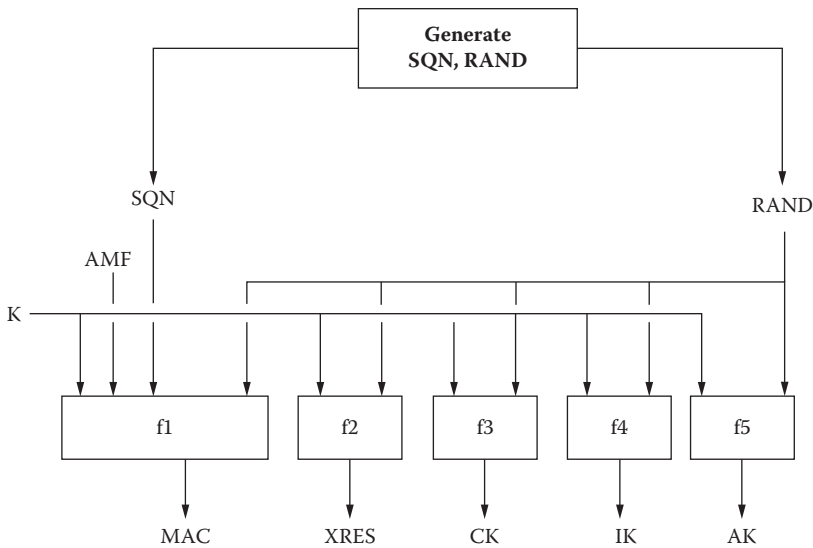 Generate
SQN, RAND
SQN
RAND
AMF
K
f1
f2
f3
f4
f5
MAC
XRES
CK
IK
AK